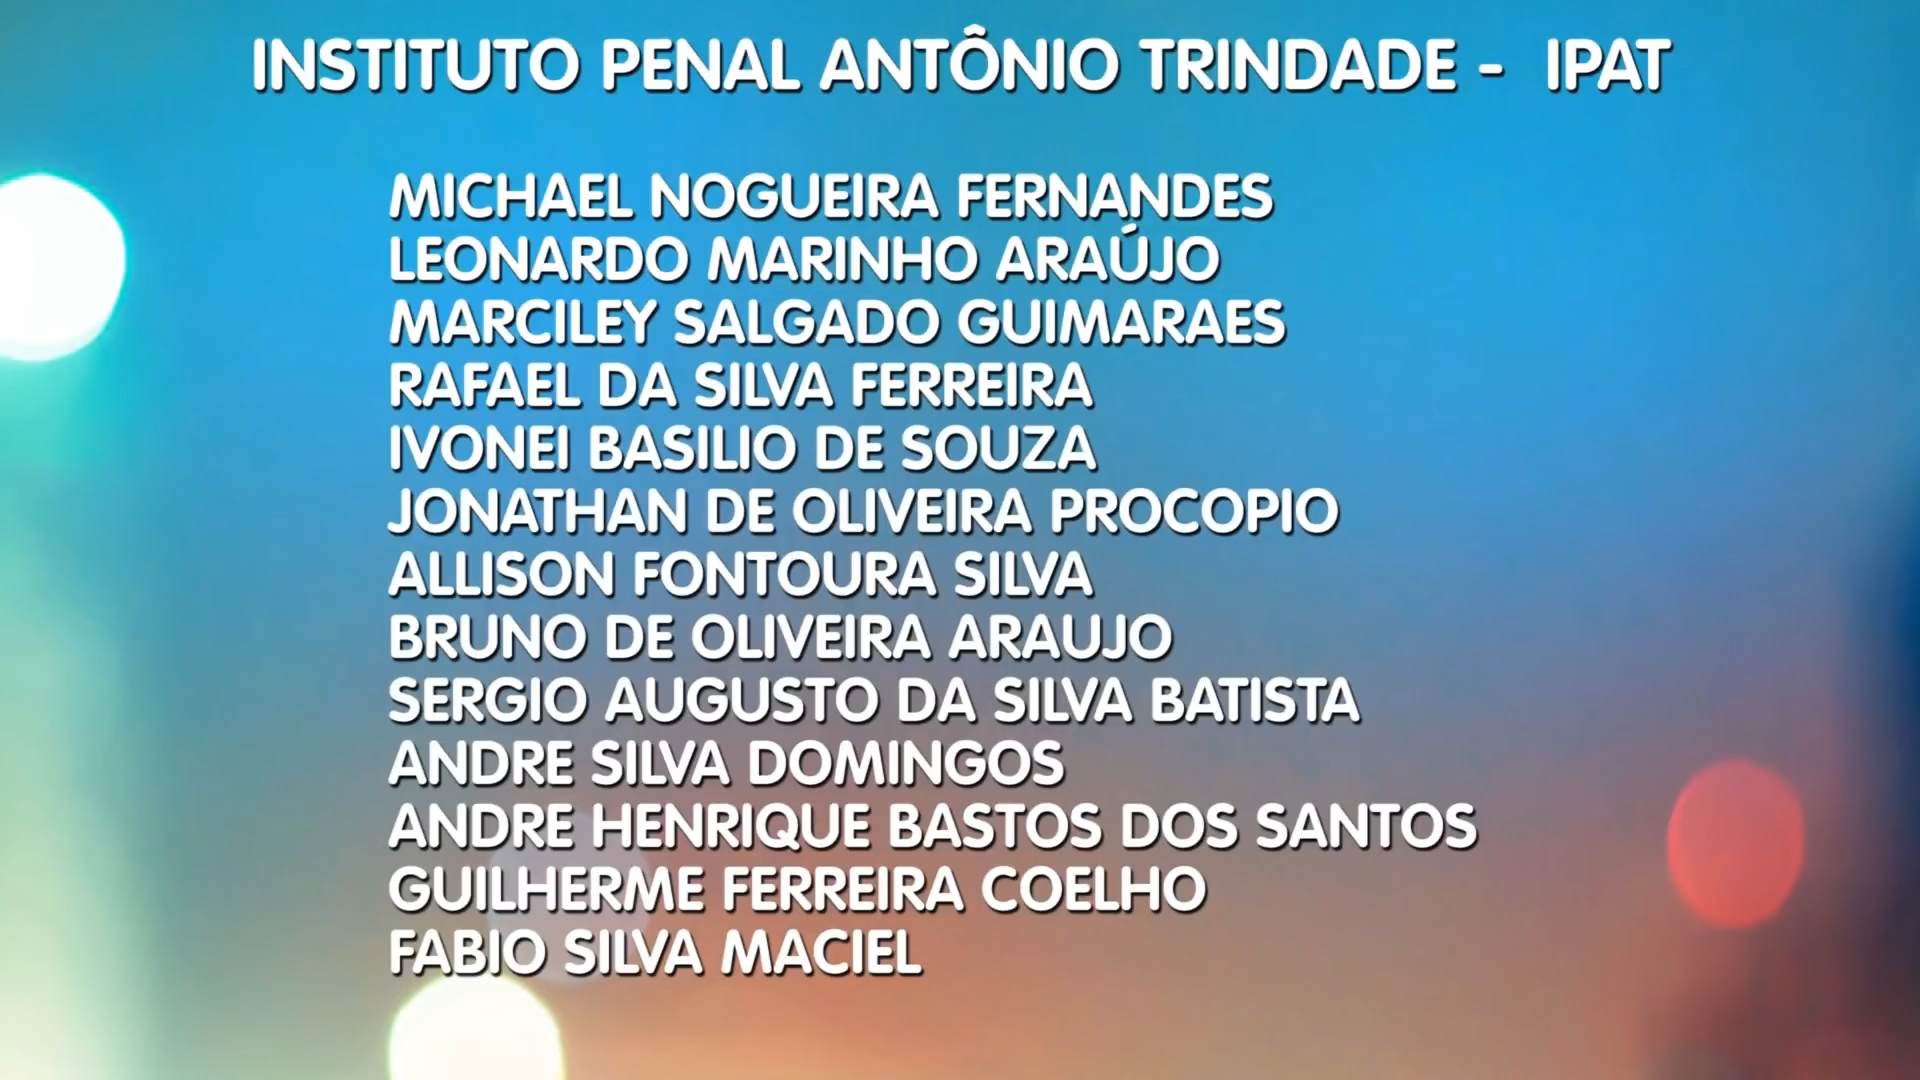 INSTITUTO PENAL ANTÔNIO TRINDADE -  IPAT
MICHAEL NOGUEIRA FERNANDES
LEONARDO MARINHO ARAÚJO
MARCILEY SALGADO GUIMARAES
RAFAEL DA SILVA FERREIRA
IVONEI BASILIO DE SOUZA
JONATHAN DE OLIVEIRA PROCOPIO
ALLISON FONTOURA SILVA
BRUNO DE OLIVEIRA ARAUJO
SERGIO AUGUSTO DA SILVA BATISTA
ANDRE SILVA DOMINGOS
ANDRE HENRIQUE BASTOS DOS SANTOS
GUILHERME FERREIRA COELHO
FABIO SILVA MACIEL